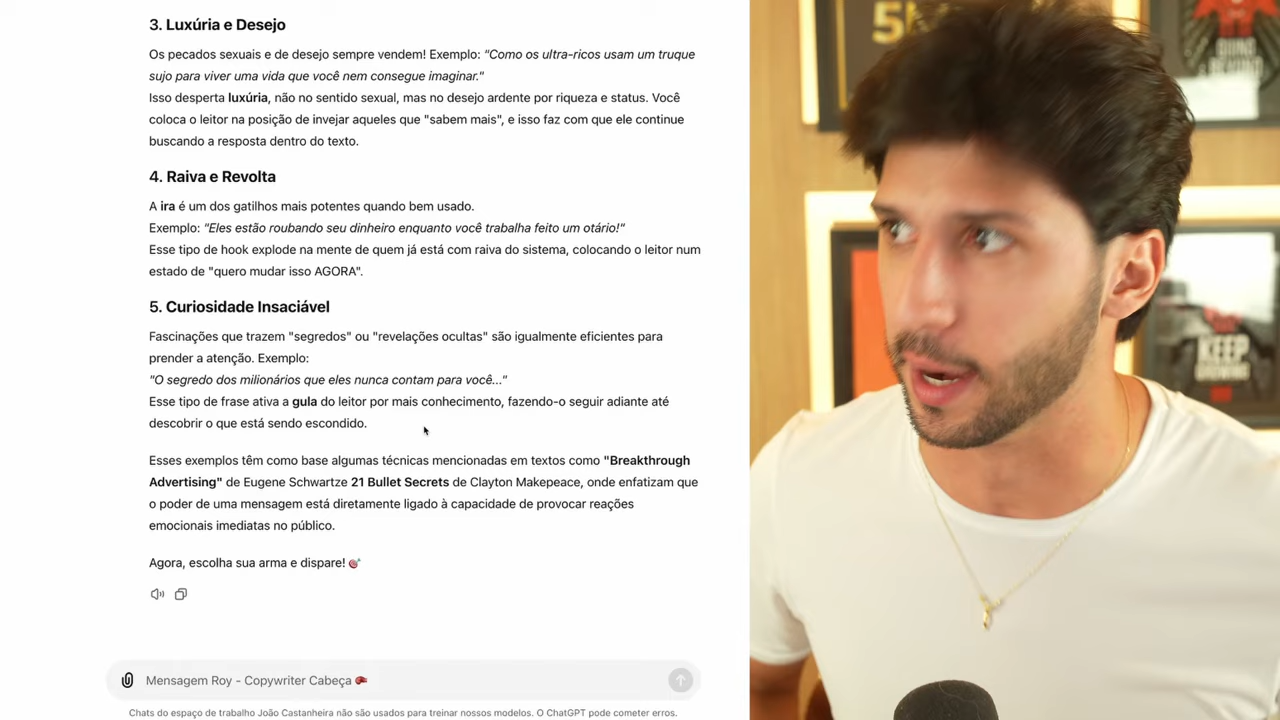 3. Luxúria e Desejo
Os pecados sexuais e de desejo sempre vendem! Exemplo: "Como os ultra-ricos usam um truque
sujo para viver uma vida que você nem consegue imaginar."
Isso desperta luxúria, não no sentido sexual, mas no desejo ardente por riqueza e status. Você
coloca o leitor na posição de invejar aqueles que "sabem mais", e isso faz com que ele continue
buscando a resposta dentro do texto.
4. Raiva e Revolta
A ira é um dos gatilhos mais potentes quando bem usado.
Exemplo: "Eles estão roubando seu dinheiro enquanto você trabalha feito um otário!"
Esse tipo de hook explode na mente de quem já está com raiva do sistema, colocando o leitor num
estado de "quero mudar isso AGORA".
5. Curiosidade Insaciável
Fascinações que trazem "segredos" ou "revelações ocultas" são igualmente eficientes para
prender a atenção. Exemplo:
"O segredo dos milionários que eles nunca contam para você..."
Esse tipo de frase ativa a gula do leitor por mais conhecimento, fazendo-o seguir adiante até
descobrir o que está sendo escondido.
Esses exemplos têm como base algumas técnicas mencionadas em textos como "Breakthrough
Advertising" de Eugene Schwartz e 21 Bullet Secrets de Clayton Makepeace, onde enfatizam que
o poder de uma mensagem está diretamente ligado à capacidade de provocar reações
emocionais imediatas no público.
Agora, escolha sua arma e dispare! 🎯
Mensagem Roy - Copywriter Cabeça 🥊
Chats do espaço de trabalho João Castanheira não são usados para treinar nossos modelos. O ChatGPT pode cometer erros.
KEEP